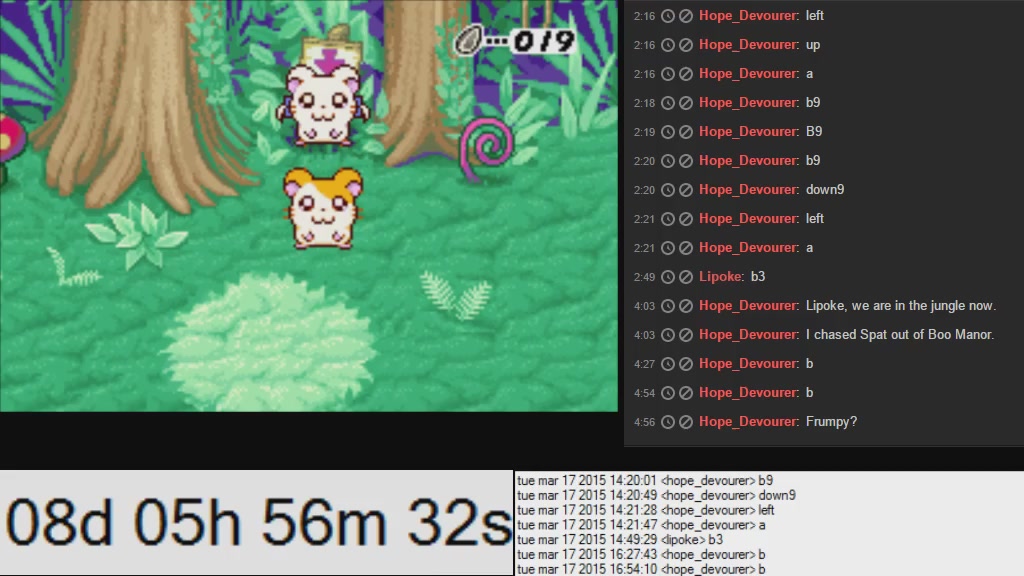 019
2:16 Hope_Devourer: left
2:16 Hope_Devourer: up
2:16 Hope_Devourer: a
2:18 Hope_Devourer: b9
2:19 Hope_Devourer: B9
2:20 Hope_Devourer: b9
2:20 Hope_Devourer: down9
2:21 Hope_Devourer: left
2:21 Hope_Devourer: a
2:49 Lipoke: b3
4:03 Hope_Devourer: Lipoke, we are in the jungle now.
4:03 Hope_Devourer: I chased Spat out of Boo Manor.
4:27 Hope_Devourer: b
4:54 Hope_Devourer: b
4:56 Hope_Devourer: Frumpy?
08d 05h 56m 32s
tue mar 17 2015 14:20:01 <hope_devourer> b9
tue mar 17 2015 14:20:49 <hope_devourer> down9
tue mar 17 2015 14:21:28 <hope_devourer> left
tue mar 17 2015 14:21:47 <hope_devourer> a
tue mar 17 2015 14:49:29 <lipoke> b3
tue mar 17 2015 16:27:43 <hope_devourer> b
tue mar 17 2015 16:54:10 <hope_devourer> b